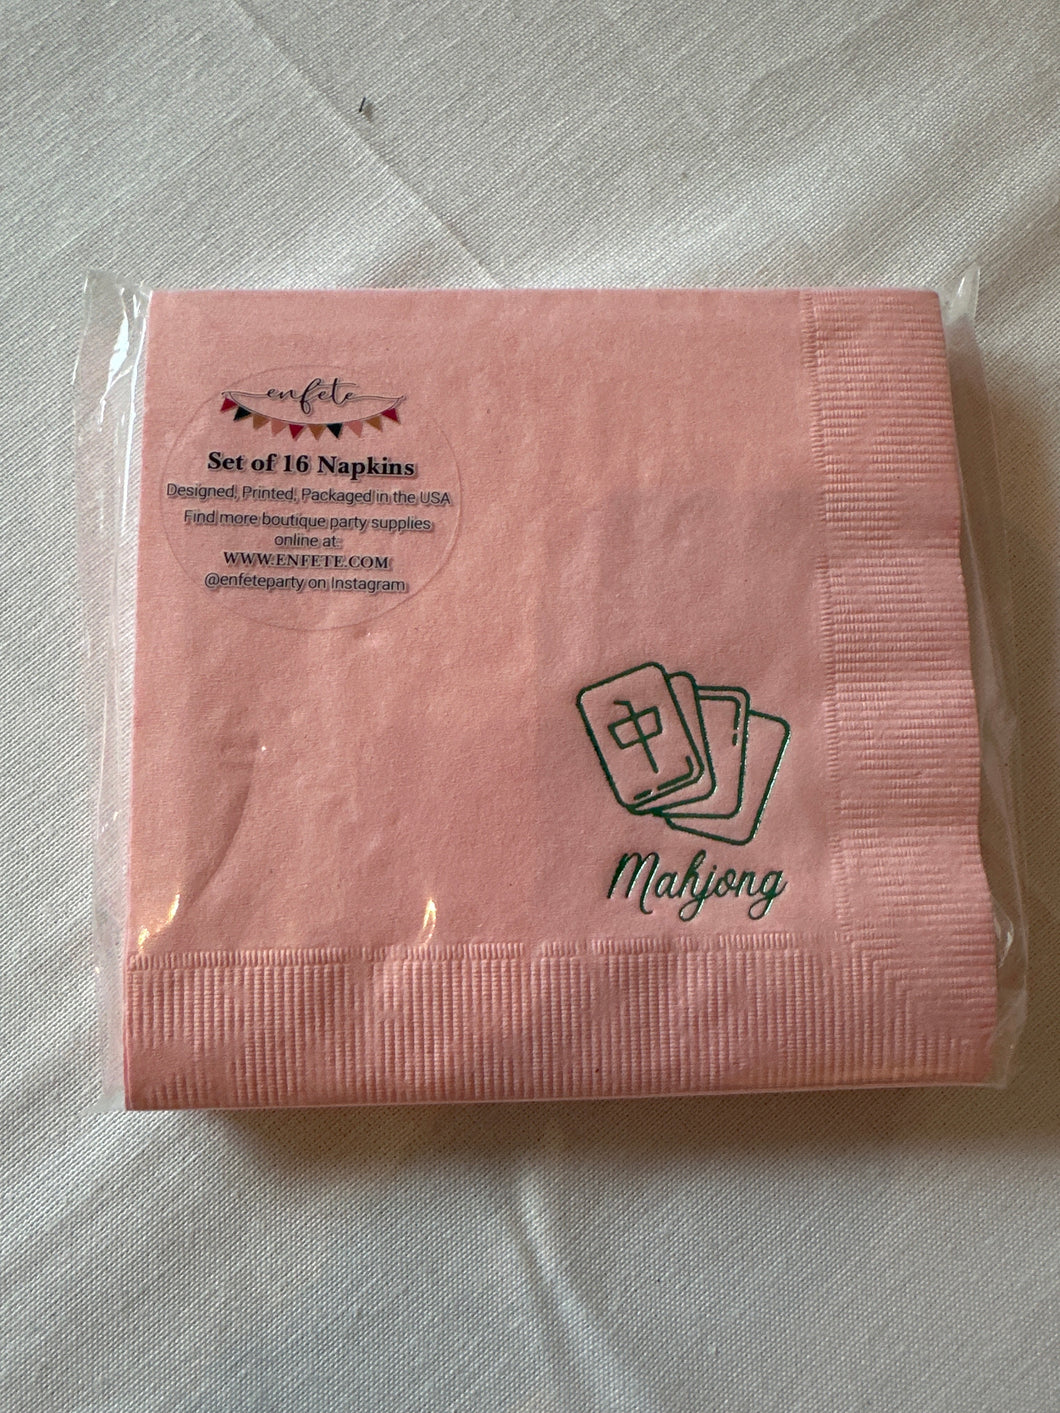 enfete
Set of 16 Napkins
Designed, Printed, Packaged in the USA
Find more boutique party supplies
online at:
WWW.ENFETE.COM
@enfeteparty on Instagram
中
Mahjong